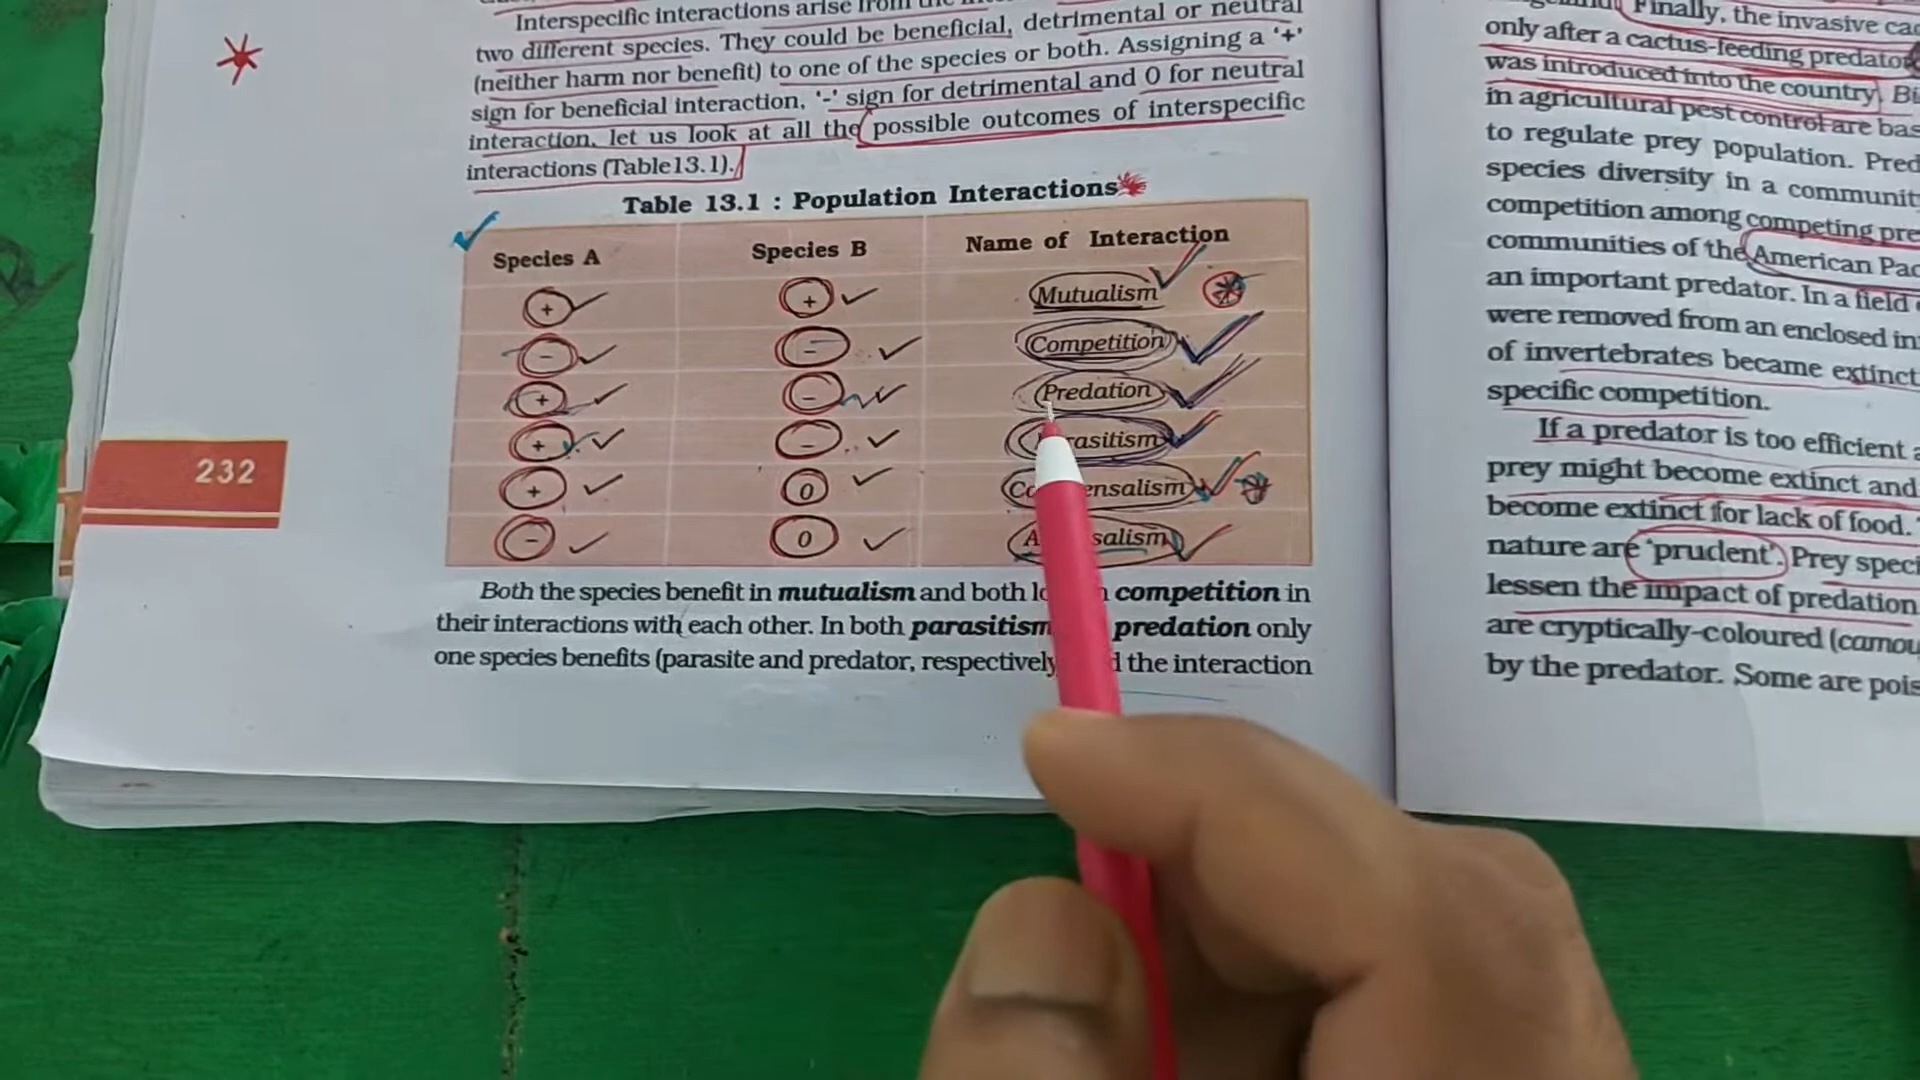 Interspecific interactions arise from the
two different species. They could be beneficial, detrimental or neutral
(neither harm nor benefit) to one of the species or both. Assigning a '+'
sign for beneficial interaction, '-' sign for detrimental and 0 for neutral
interaction, let us look at all the possible outcomes of interspecific
interactions (Table13.1).
Table 13.1 : Population Interactions
Species A Species B Name of Interaction
+ + Mutualism
- - Competition
+ - Predation
+ - rasitism
+ 0 Co ensalism
- 0 A salism
232
Both the species benefit in mutualism and both competition in
their interactions with each other. In both parasitism predation only
one species benefits (parasite and predator, respectively the interaction
Finally, the invasive
only after a cactus-feeding predator
was introduced into the country.
in agricultural pest control are
to regulate prey population.
species diversity in a
competition among competing
communities of the American
an important predator. In a field
were removed from an enclosed
of invertebrates became extinct
specific competition.
If a predator is too efficient
prey might become extinct and
become extinct for lack of food.
nature are 'prudent'. Prey
lessen the impact of predation
are cryptically-coloured
by the predator. Some are